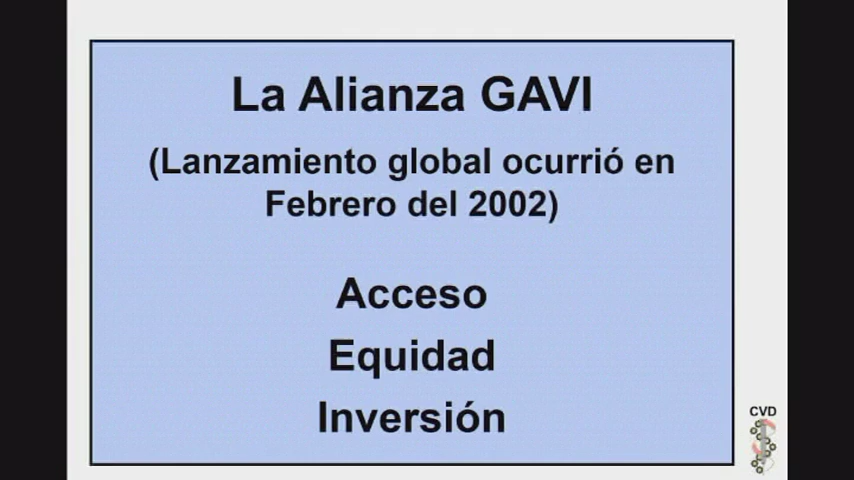 La Alianza GAVI
(Lanzamiento global ocurrió en
Febrero del 2002)
Acceso
Equidad
Inversión
CVD